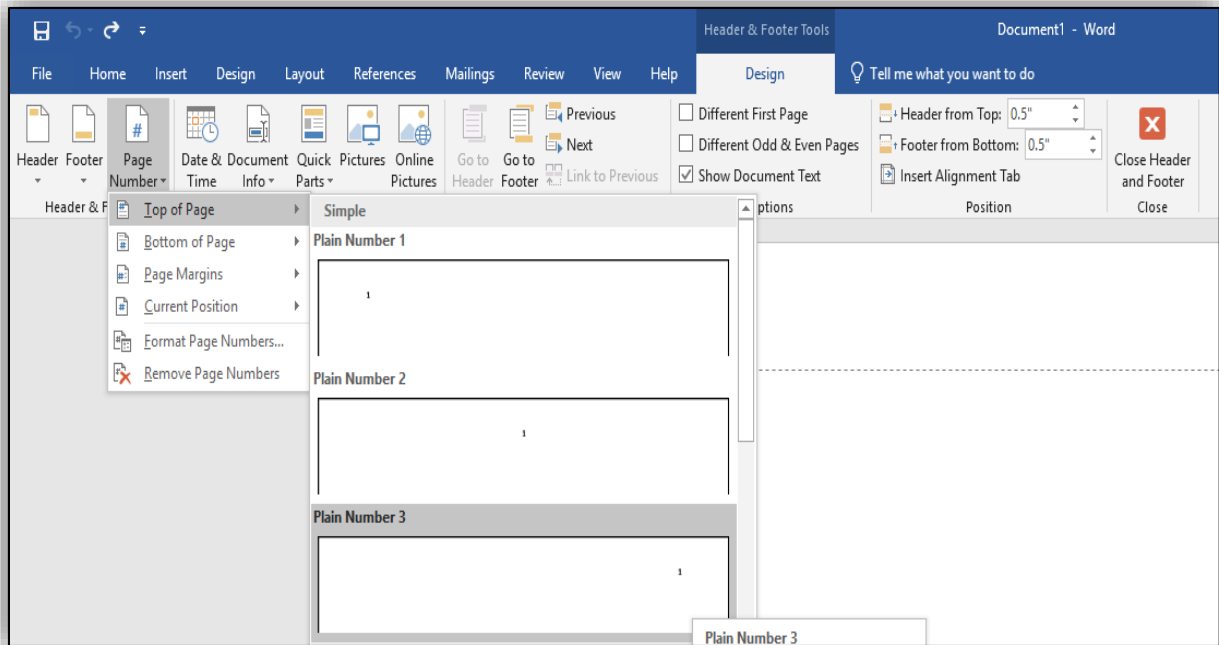 Header & Footer Tools
Document1 - Word
File Home Insert Design Layout References Mailings Review View Help Design Tell me what you want to do
Header Footer Page Number Date & Time Document Info Quick Parts Pictures Online Pictures Go to Header Go to Footer
Previous
Next
Link to Previous
Different First Page
Different Odd & Even Pages
Show Document Text
Header from Top: 0.5"
Footer from Bottom: 0.5"
Insert Alignment Tab
Close Header and Footer
Header & F
ptions
Position
Close
Top of Page
Bottom of Page
Page Margins
Current Position
Format Page Numbers...
Remove Page Numbers
Simple
Plain Number 1
1
Plain Number 2
1
Plain Number 3
1
Plain Number 3